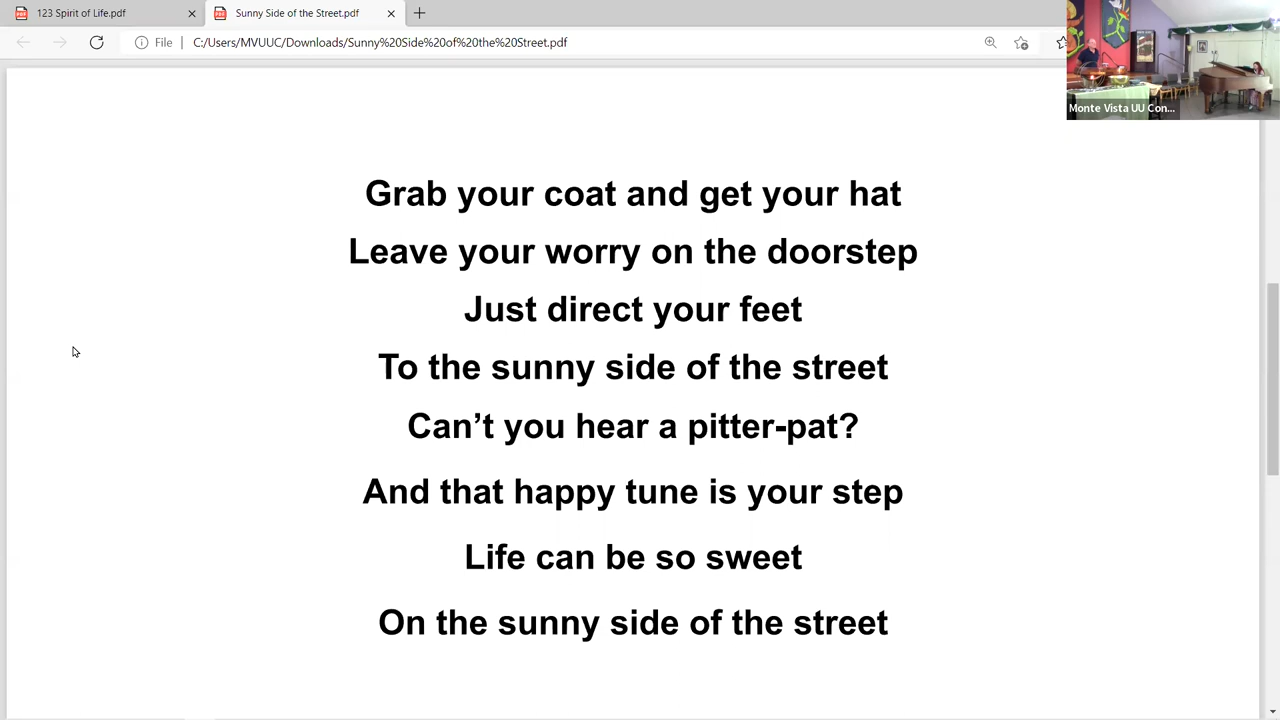 123 Spirit of Life.pdf
Sunny Side of the Street.pdf
File
C:/Users/MVUUC/Downloads/Sunny%20Side%20of%20the%20Street.pdf
Monte Vista UU Con...
Grab your coat and get your hat
Leave your worry on the doorstep
Just direct your feet
To the sunny side of the street
Can’t you hear a pitter-pat?
And that happy tune is your step
Life can be so sweet
On the sunny side of the street